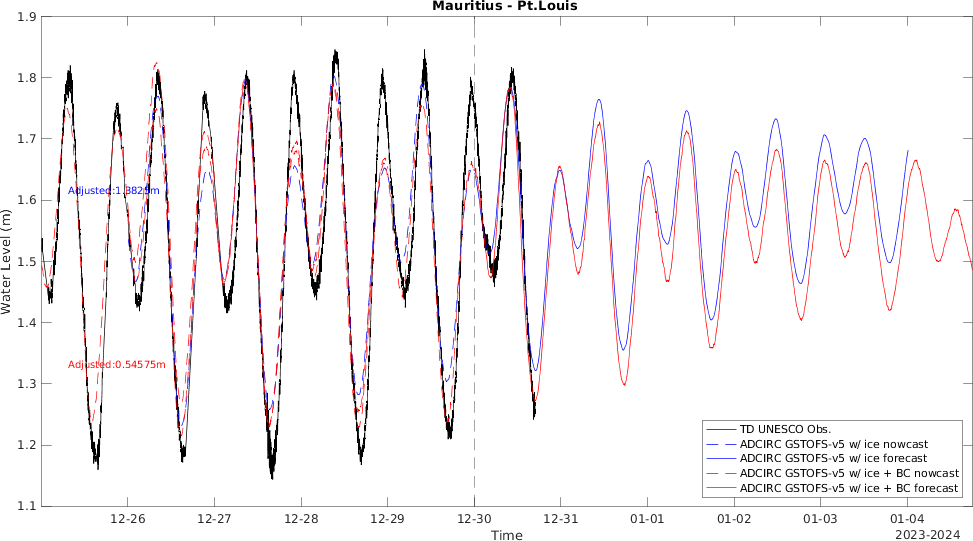 Mauritius - Pt.Louis
1.9
1.8
1.7
1.6
1.5
1.4
1.3
1.2
1.1
Water Level (m)
Adjusted:1.3825m
Adjusted:0.54575m
TD UNESCO Obs.
ADCIRC GSTOFS-v5 w/ ice nowcast
ADCIRC GSTOFS-v5 w/ ice forecast
ADCIRC GSTOFS-v5 w/ ice + BC nowcast
ADCIRC GSTOFS-v5 w/ ice + BC forecast
12-26 12-27 12-28 12-29 12-30 12-31 01-01 01-02 01-03 01-04
Time
2023-2024